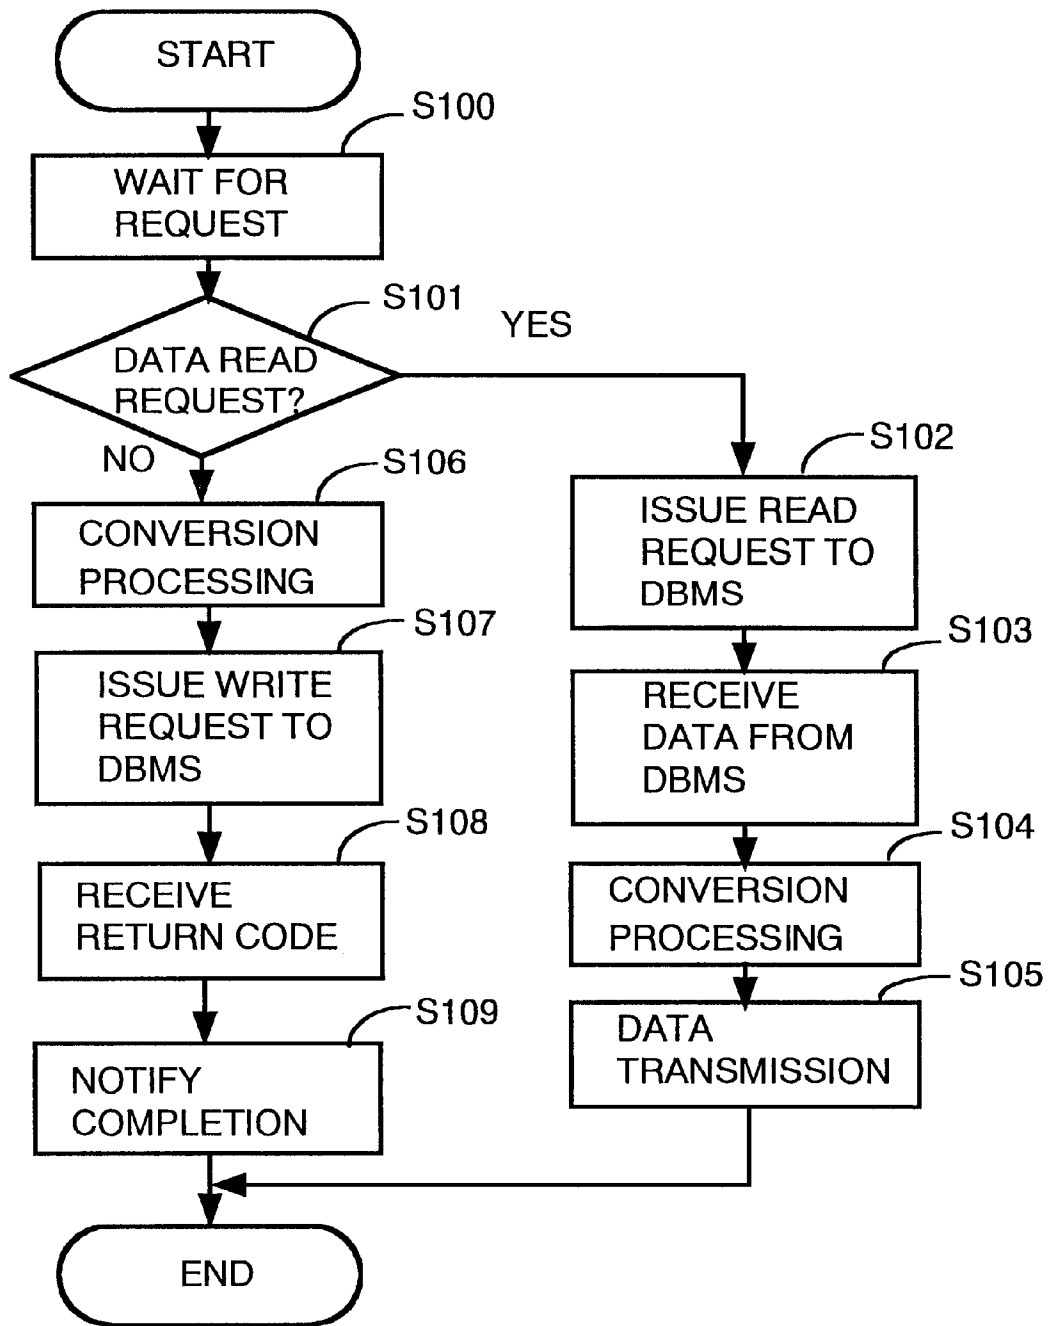 START
S100
WAIT FOR
REQUEST
S101
YES
DATA READ
REQUEST?
NO
S106
CONVERSION
PROCESSING
S107
ISSUE WRITE
REQUEST TO
DBMS
S108
RECEIVE
RETURN CODE
S109
NOTIFY
COMPLETION
S102
ISSUE READ
REQUEST TO
DBMS
S103
RECEIVE
DATA FROM
DBMS
S104
CONVERSION
PROCESSING
S105
DATA
TRANSMISSION
END